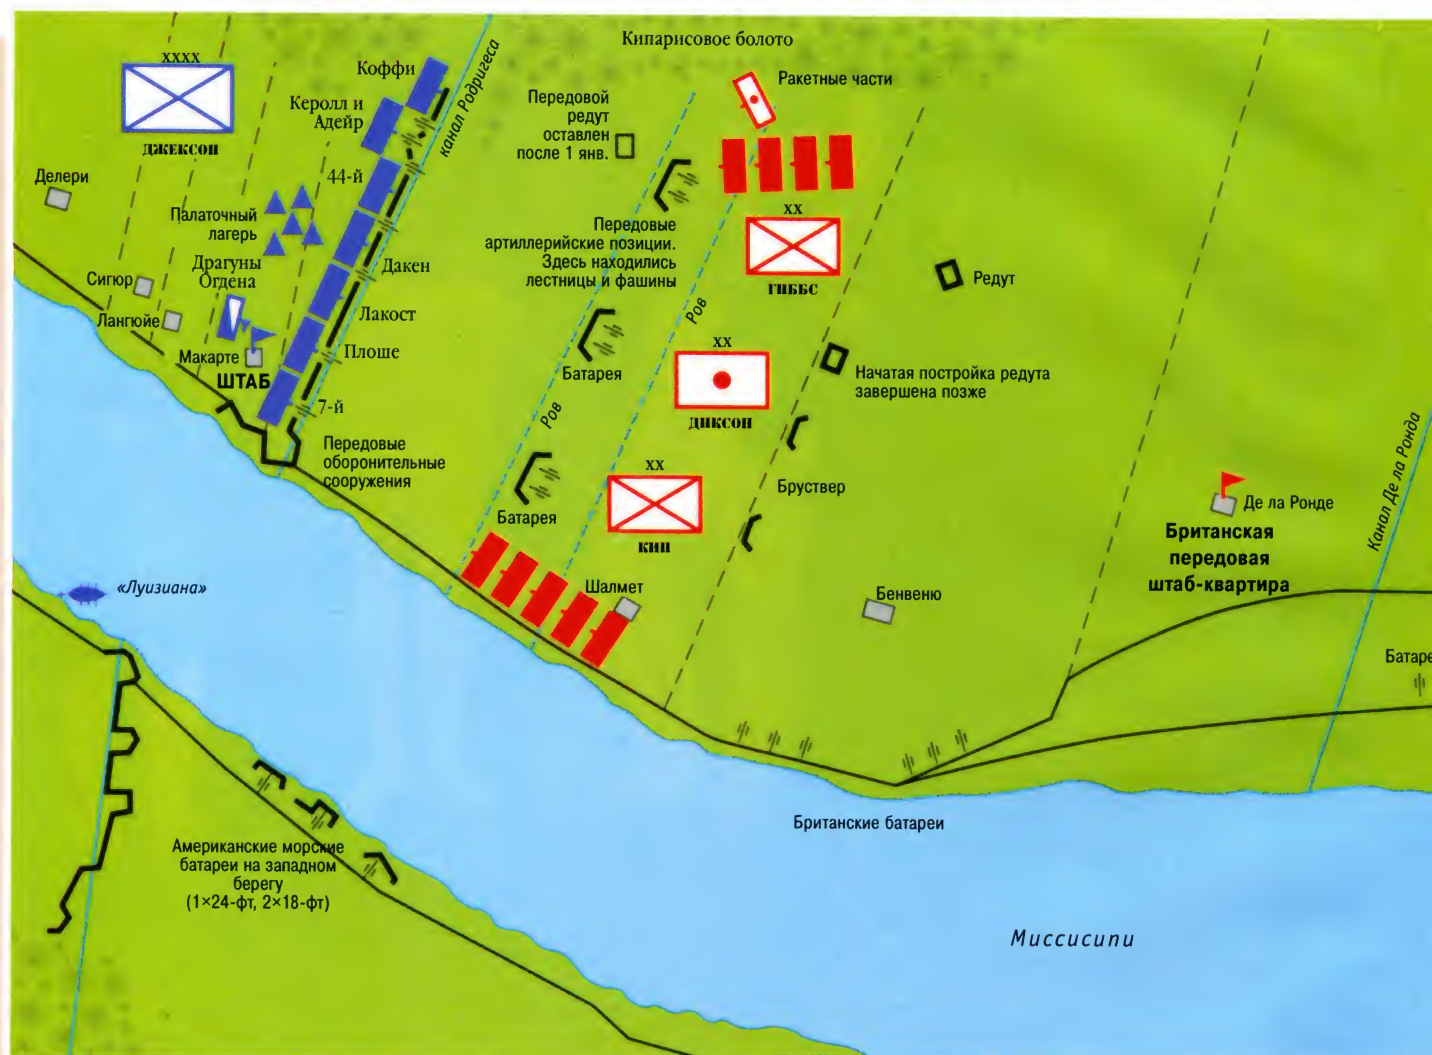 Кипарисовое болото
xxxx
ДЖЕКСОН
Коффи
Керолл и
Адейр
канал Родригеса
Передовой
редут
оставлен
после 1 янв.
Ракетные части
44-й
Делери
Палаточный
лагерь
Драгуны
Огдена
Сигюр
Лангюйе
Макарте
ШТАБ
Дакен
Лакост
Плоше
7-й
Передовые
оборонительные
сооружения
Передовые
артиллерийские позиции.
Здесь находились
лестницы и фашины
xx
ГИББС
Ров
Редут
xx
ДИКСОН
Начатая постройка редута
завершена позже
Батарея
Ров
Батарея
xx
КИН
Бруствер
Шалмет
Бенвеню
Де ла Ронде
Британская
передовая
штаб-квартира
Канал Де ла Ронда
Батаре
«Луизиана»
Британские батареи
Американские морские
батареи на западном
берегу
(1×24-фт, 2×18-фт)
Миссисипи